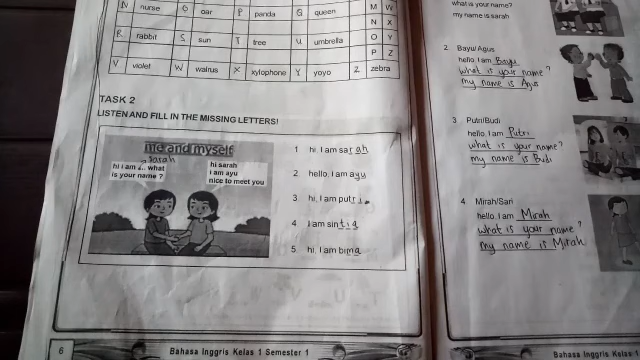 N nurse O oar P panda Q queen
M W
N X
R rabbit S sun T tree U umbrella
O Y
P Z
V violet W walrus X xylophone Y yoyo Z zebra
TASK 2
LISTEN AND FILL IN THE MISSING LETTERS!
me and myself
sarah
hi i am 2.. what
is your name ?
hi sarah
i am ayu
nice to meet you
1 hi, I am sarah
2 hello, I am ayu
3 hi, I am putri
4 I am sintia
5 hi, I am bima
6 Bahasa Inggris Kelas 1 Semester 1
what is your name?
my name is sarah
2 Bayu/Agus
hello, I am Bayu
what is your name?
my name is Agus
3 Putri/Budi
hello, I am Putri
what is your name?
my name is Budi
4 Mirah/Sari
hello, I am Mirah
what is your name?
my name is Mirah
Bahasa Inggris Kelas 1